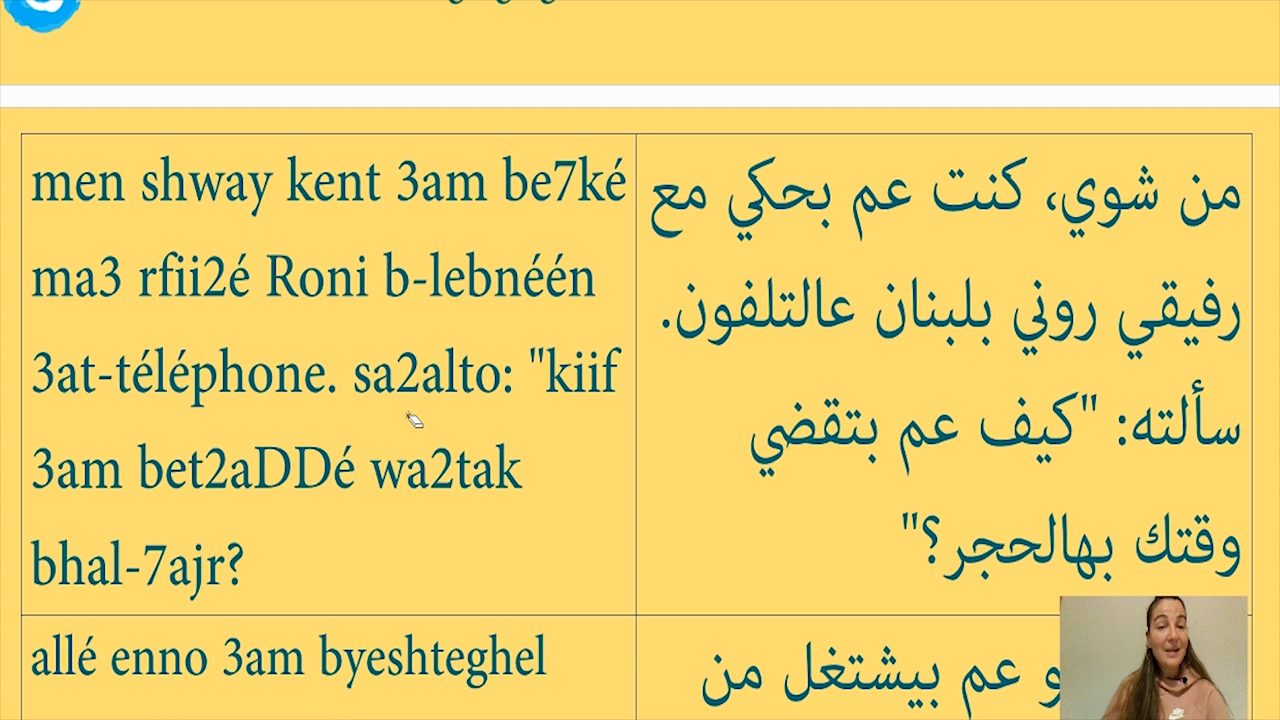 men shway kent 3am be7ké
ma3 rfii2é Roni b-lebnéén
3at-téléphone. sa2alto: "kiif
3am bet2aDDé wa2tak
bhal-7ajr?
من شوي، كنت عم بحكي مع
رفيقي روني بلبنان عالتلفون.
سألته: "كيف عم بتقضي
وقتك بهالحجر؟"
allé enno 3am byeshteghel
عم بيشتغل من